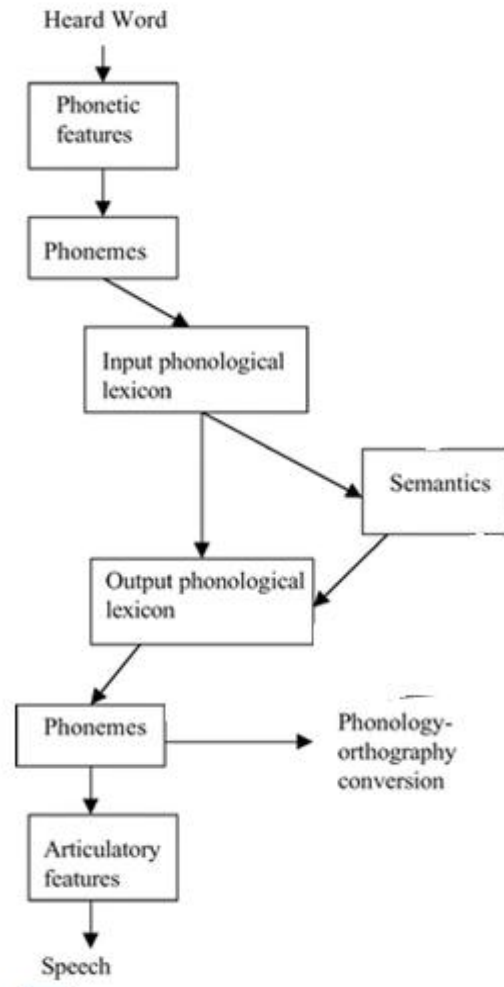 Heard Word
Phonetic
features
Phonemes
Input phonological
lexicon
Semantics
Output phonological
lexicon
Phonemes
Phonology-
orthography
conversion
Articulatory
features
Speech